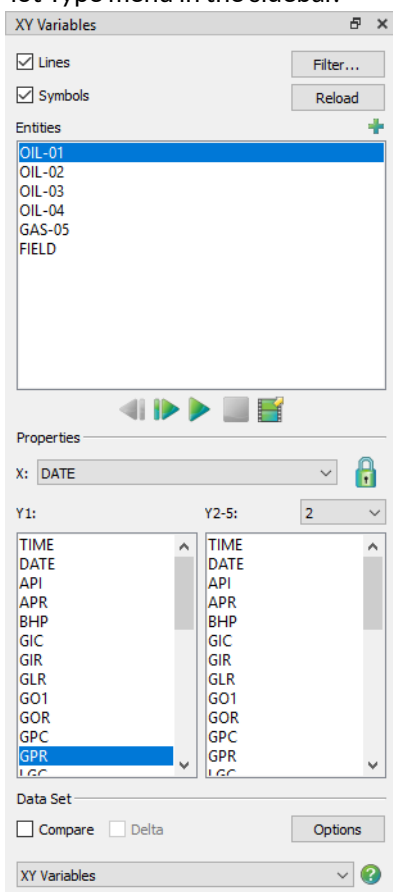 XY Variables
Lines Filter...
Symbols Reload
Entities
OIL-01
OIL-02
OIL-03
OIL-04
GAS-05
FIELD
Properties
X: DATE
Y1: Y2-5: 2
TIME TIME
DATE DATE
API API
APR APR
BHP BHP
GIC GIC
GIR GIR
GLR GLR
GO1 GO1
GOR GOR
GPC GPC
GPR GPR
LGC LGC
Data Set
Compare Delta Options
XY Variables